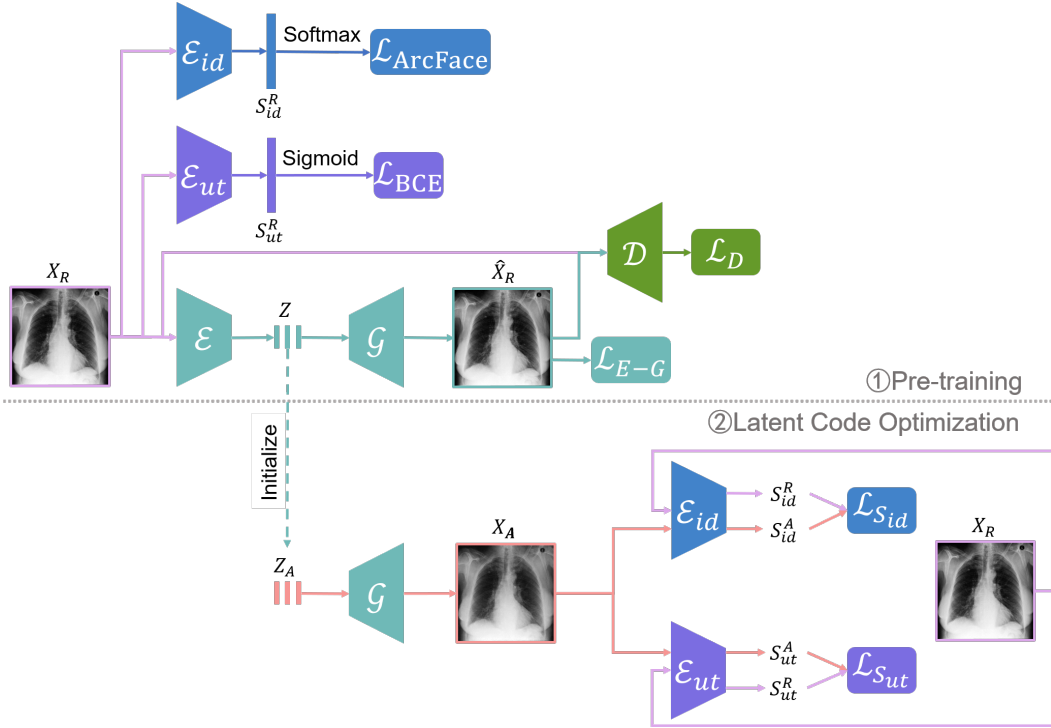 ℰ_id
S_id^R
Softmax
ℒ_ArcFace
ℰ_ut
S_ut^R
Sigmoid
ℒ_BCE
X_R
ℰ
Z
𝒢
X̂_R
𝒟
ℒ_D
ℒ_E−G
①Pre-training
②Latent Code Optimization
Initialize
Z_A
𝒢
X_A
ℰ_id
S_id^R
S_id^A
ℒ_S_id
X_R
ℰ_ut
S_ut^A
S_ut^R
ℒ_S_ut